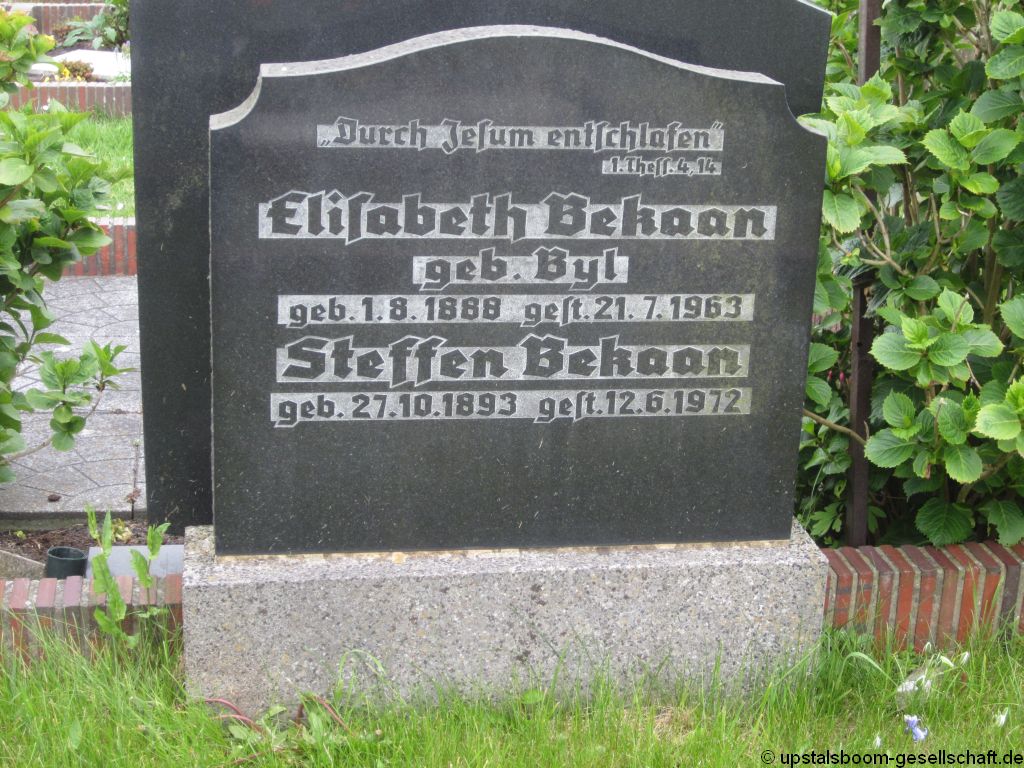 „Durch Jeſum entſchlafen“
1. Theſſ. 4, 14
Eliſabeth Bekaan
geb. Byl
geb. 1. 8. 1888 geſt. 21. 7. 1963
Steffen Bekaan
geb. 27. 10. 1893 geſt. 12. 6. 1972
© upstalsboom-gesellschaft.de